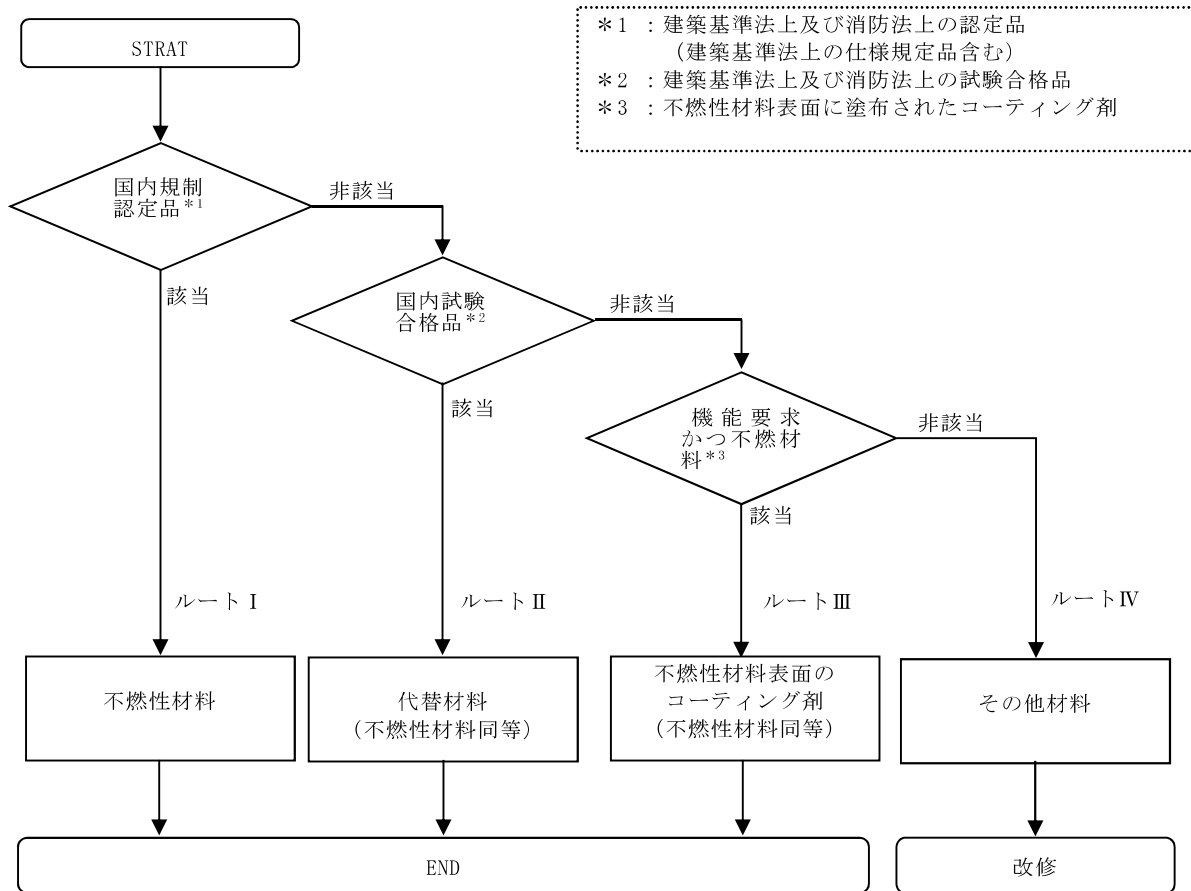 STRAT
*1 :建築基準法上及び消防法上の認定品
(建築基準法上の仕様規定品含む)
*2 :建築基準法上及び消防法上の試験合格品
*3 :不燃性材料表面に塗布されたコーティング剤
国内規制
認定品*1
非該当
該当
国内試験
合格品*2
非該当
該当
機能要求
かつ不燃材
料*3
非該当
該当
ルートⅠ
ルートⅡ
ルートⅢ
ルートⅣ
不燃性材料
代替材料
(不燃性材料同等)
不燃性材料表面の
コーティング剤
(不燃性材料同等)
その他材料
END
改修